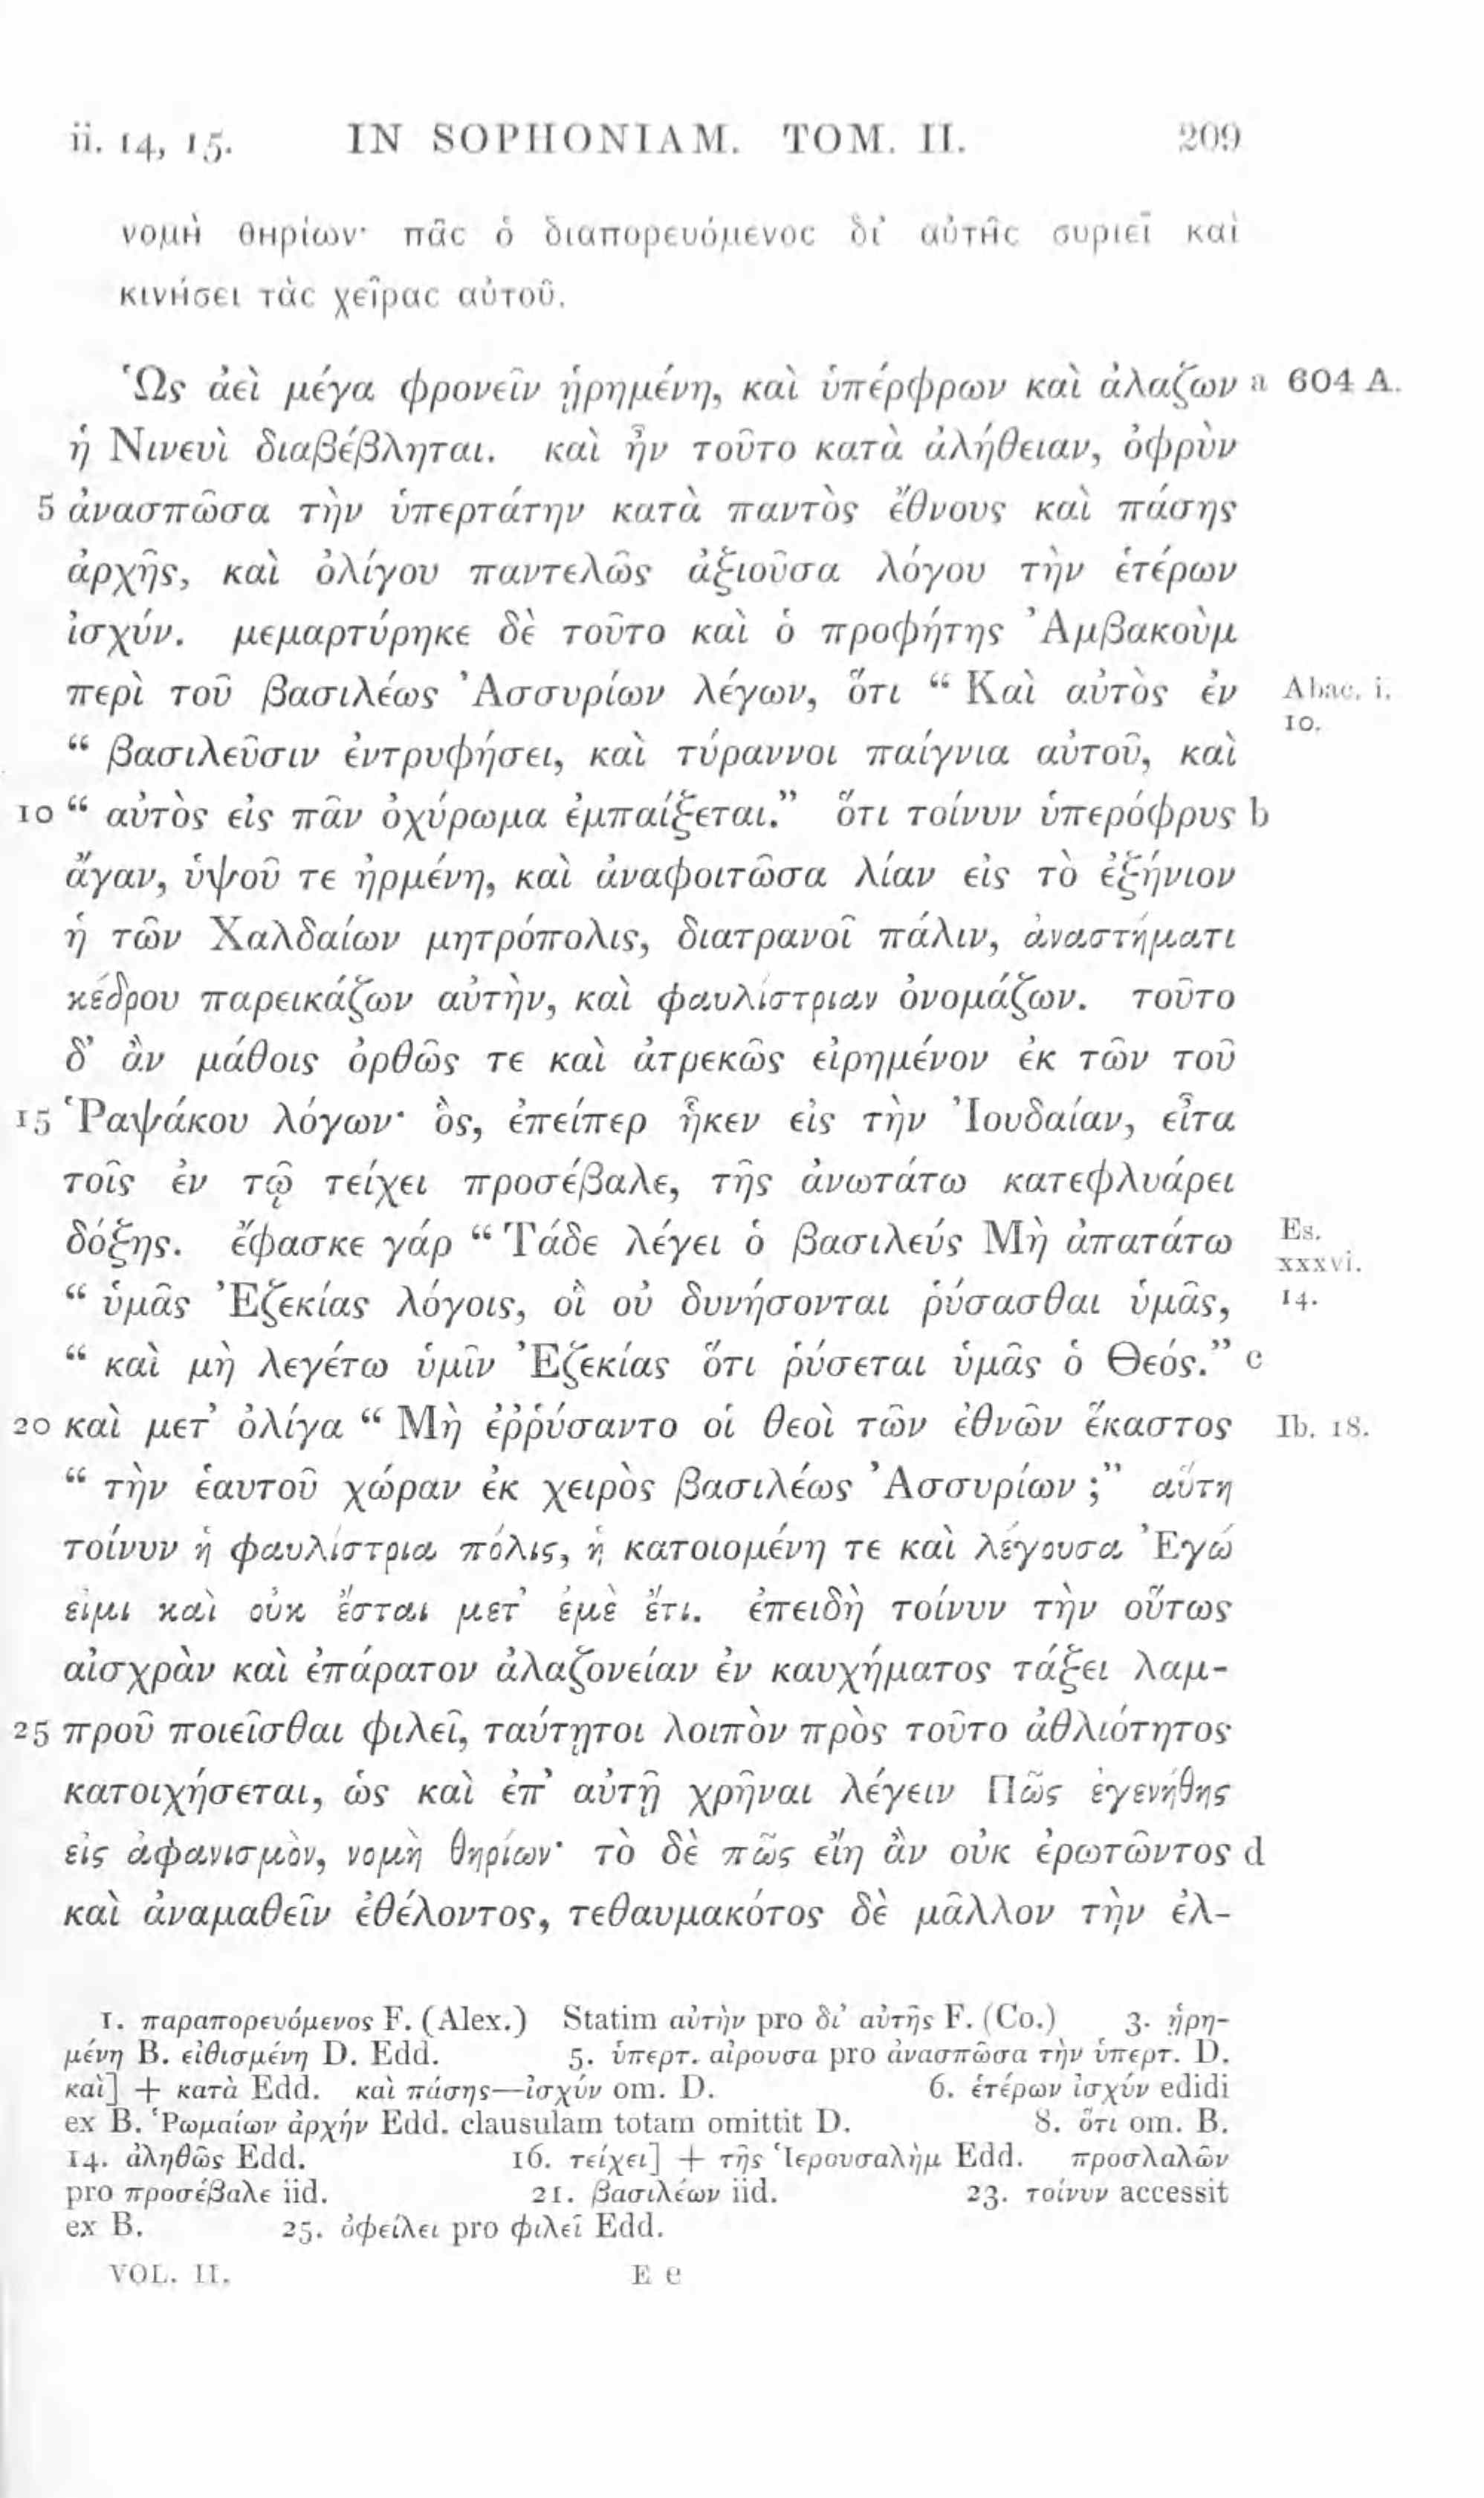 ii. 14, 15. IN SOPHONIAM. TOM. II. 209
νομὴ θηρίων· πᾶς ὁ διαπορευόμενος δι᾽ αὐτῆς συριεῖ καὶ
κινήσει τὰς χεῖρας αὐτοῦ.
Ὡς ἀεὶ μέγα φρονεῖν ᾑρημένη, καὶ ὑπέρφρων καὶ ἀλαζων a 604 A.
ἡ Νινευὶ διαβέβληται. καὶ ἦν τοῦτο κατὰ ἀλήθειαν, ὀφρὺν
5 ἀνασπῶσα τὴν ὑπερτάτην κατὰ παντὸς ἔθνους καὶ πάσης
ἀρχῆς, καὶ ὀλίγου παντελῶς ἀξιοῦσα λόγου τὴν ἑτέρων
ἰσχύν. μεμαρτύρηκε δὲ τοῦτο καὶ ὁ προφήτης Ἀμβακοὺμ
περὶ τοῦ βασιλέως Ἀσσυρίων λέγων, ὅτι “ Καὶ αὐτὸς ἐν Abac. i.
10.
“ βασιλεῦσιν ἐντρυφήσει, καὶ τύραννοι παίγνια αὐτοῦ, καὶ
10 “ αὐτὸς εἰς πᾶν ὀχύρωμα ἐμπαίξεται.” ὅτι τοίνυν ὑπερόφρυς b
ἄγαν, ὑψοῦ τε ἠρμένη, καὶ ἀναφοιτῶσα λίαν εἰς τὸ ἐξήνιον
ἡ τῶν Χαλδαίων μητρόπολις, διατρανοῖ πάλιν, ἀναστήματι
κέδρου παρεικάζων αὐτὴν, καὶ φαυλίστριαν ὀνομάζων. τοῦτο
δ᾽ ἂν μάθοις ὀρθῶς τε καὶ ἀτρεκῶς εἰρημένον ἐκ τῶν τοῦ
15 Ῥαψάκου λόγων· ὃς, ἐπείπερ ἧκεν εἰς τὴν Ἰουδαίαν, εἶτα
τοῖς ἐν τῷ τείχει προσέβαλε, τῆς ἀνωτάτω κατεφλυάρει
δόξης. ἔφασκε γάρ “ Τάδε λέγει ὁ βασιλεύς Μὴ ἀπατάτω Es.
xxxvi.
“ ὑμᾶς Ἐζεκίας λόγοις, οἳ οὐ δυνήσονται ῥύσασθαι ὑμᾶς, 14.
“ καὶ μὴ λεγέτω ὑμῖν Ἐζεκίας ὅτι ῥύσεται ὑμᾶς ὁ Θεός.” c
20 καὶ μετ᾽ ὀλίγα “ Μὴ ἐῤῥύσαντο οἱ θεοὶ τῶν ἐθνῶν ἕκαστος Ib. 18.
“ τὴν ἑαυτοῦ χώραν ἐκ χειρὸς βασιλέως Ἀσσυρίων ;” αὕτη
τοίνυν ἡ φαυλίστρια πόλις, ἡ κατοιομένη τε καὶ λέγουσα Ἐγώ
εἰμι καὶ οὐκ ἔσται μετ᾽ ἐμὲ ἔτι. ἐπειδὴ τοίνυν τὴν οὕτως
αἰσχρὰν καὶ ἐπάρατον ἀλαζονείαν ἐν καυχήματος τάξει λαμ-
25 προῦ ποιεῖσθαι φιλεῖ, ταύτῃτοι λοιπὸν πρὸς τοῦτο ἀθλιότητος
κατοιχήσεται, ὡς καὶ ἐπ᾽ αὐτῇ χρῆναι λέγειν Πῶς ἐγενήθης
εἰς ἀφανισμὸν, νομὴ θηρίων· τὸ δὲ πῶς εἴη ἂν οὐκ ἐρωτῶντος d
καὶ ἀναμαθεῖν ἐθέλοντος, τεθαυμακότος δὲ μᾶλλον τὴν ἐλ-
1. παραπορευόμενος F. (Alex.) Statim αὐτὴν pro δι᾽ αὐτῆς F. (Co.) 3. ᾑρη-
μένη B. εἰθισμένη D. Edd. 5. ὑπερτ. αἴρουσα pro ἀνασπῶσα τὴν ὑπερτ. D.
καὶ] + κατὰ Edd. καὶ πάσης—ἰσχύν om. D. 6. ἑτέρων ἰσχύν edidi
ex B. Ῥωμαίων ἀρχήν Edd. clausulam totam omittit D. 8. ὅτι om. B.
14. ἀληθῶς Edd. 16. τείχει] + τῆς Ἱερουσαλὴμ Edd. προσλαλῶν
pro προσέβαλε iid. 21. βασιλέων iid. 23. τοίνυν accessit
ex B. 25. ὀφείλει pro φιλεῖ Edd.
VOL. II. E e